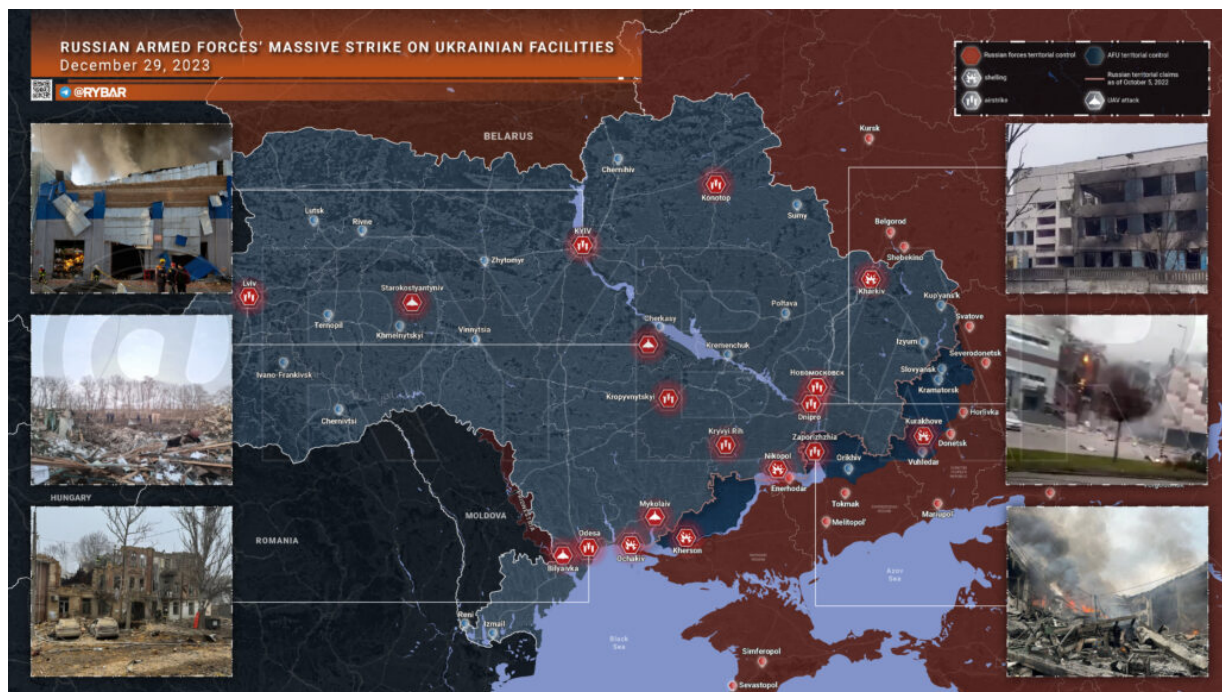 RUSSIAN ARMED FORCES' MASSIVE STRIKE ON UKRAINIAN FACILITIES
December 29, 2023
@RYBAR
Russian forces territorial control
AFU territorial control
shelling
Russian territorial claims
as of October 5, 2022
airstrike
UAV attack
BELARUS
Kursk
Chernihiv
Konotop
Sumy
Lutsk
Rivne
KYIV
Belgorod
Shebekino
Zhytomyr
Lviv
Starokostyantyniv
Kharkiv
Kup'yans'k
Ternopil
Khmelnytskyi
Vinnytsia
Cherkasy
Poltava
Svatove
Kremenchuk
Izyum
Severodonetsk
Ivano-Frankivsk
Slovyansk
Kramatorsk
Новомосковск
Kropyvnytskyi
Dnipro
Chernivtsi
Horlivka
Kurakhove
Donetsk
Kryvyi Rih
Zaporizhzhia
Vuhledar
Nikopol
Orikhiv
Enerhodar
HUNGARY
MOLDOVA
Mykolaiv
Tokmak
Mariupol
Melitopol'
ROMANIA
Odesa
Bilyaivka
Ochakiv
Kherson
Azov
Sea
Reni
Izmail
Black
Sea
Simferopol
Sevastopol